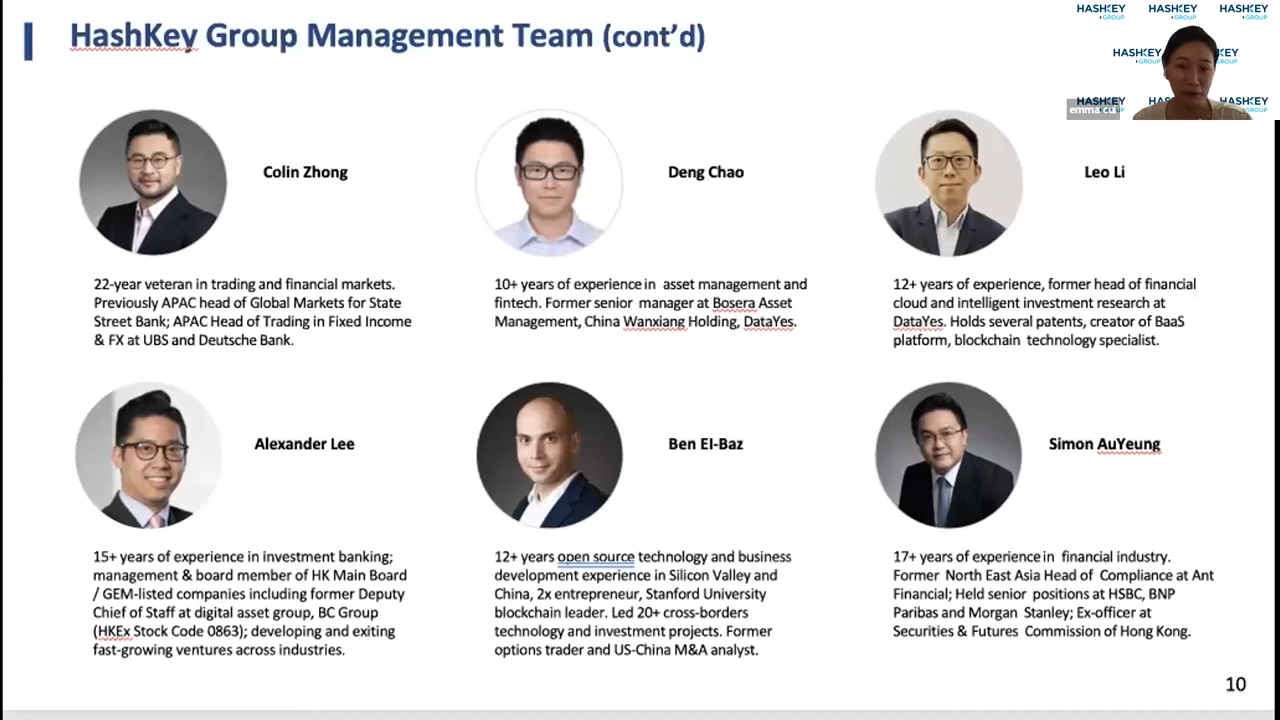 HashKey Group Management Team (cont’d)
HASHKEY
GROUP
HASHKEY
GROUP
HASHKEY
GROUP
HASHKEY
GROUP
KEY
GROUP
HASHKEY
HASHKEY
GROUP
emma cui
Colin Zhong
Deng Chao
Leo Li
22-year veteran in trading and financial markets.
Previously APAC head of Global Markets for State
Street Bank; APAC Head of Trading in Fixed Income
& FX at UBS and Deutsche Bank.
10+ years of experience in asset management and
fintech. Former senior manager at Bosera Asset
Management, China Wanxiang Holding, DataYes.
12+ years of experience, former head of financial
cloud and intelligent investment research at
DataYes. Holds several patents, creator of BaaS
platform, blockchain technology specialist.
Alexander Lee
Ben EI-Baz
Simon AuYeung
15+ years of experience in investment banking;
management & board member of HK Main Board
/ GEM-listed companies including former Deputy
Chief of Staff at digital asset group, BC Group
(HKEx Stock Code 0863); developing and exiting
fast-growing ventures across industries.
12+ years open source technology and business
development experience in Silicon Valley and
China, 2x entrepreneur, Stanford University
blockchain leader. Led 20+ cross-borders
technology and investment projects. Former
options trader and US-China M&A analyst.
17+ years of experience in financial industry.
Former North East Asia Head of Compliance at Ant
Financial; Held senior positions at HSBC, BNP
Paribas and Morgan Stanley; Ex-officer at
Securities & Futures Commission of Hong Kong.
10